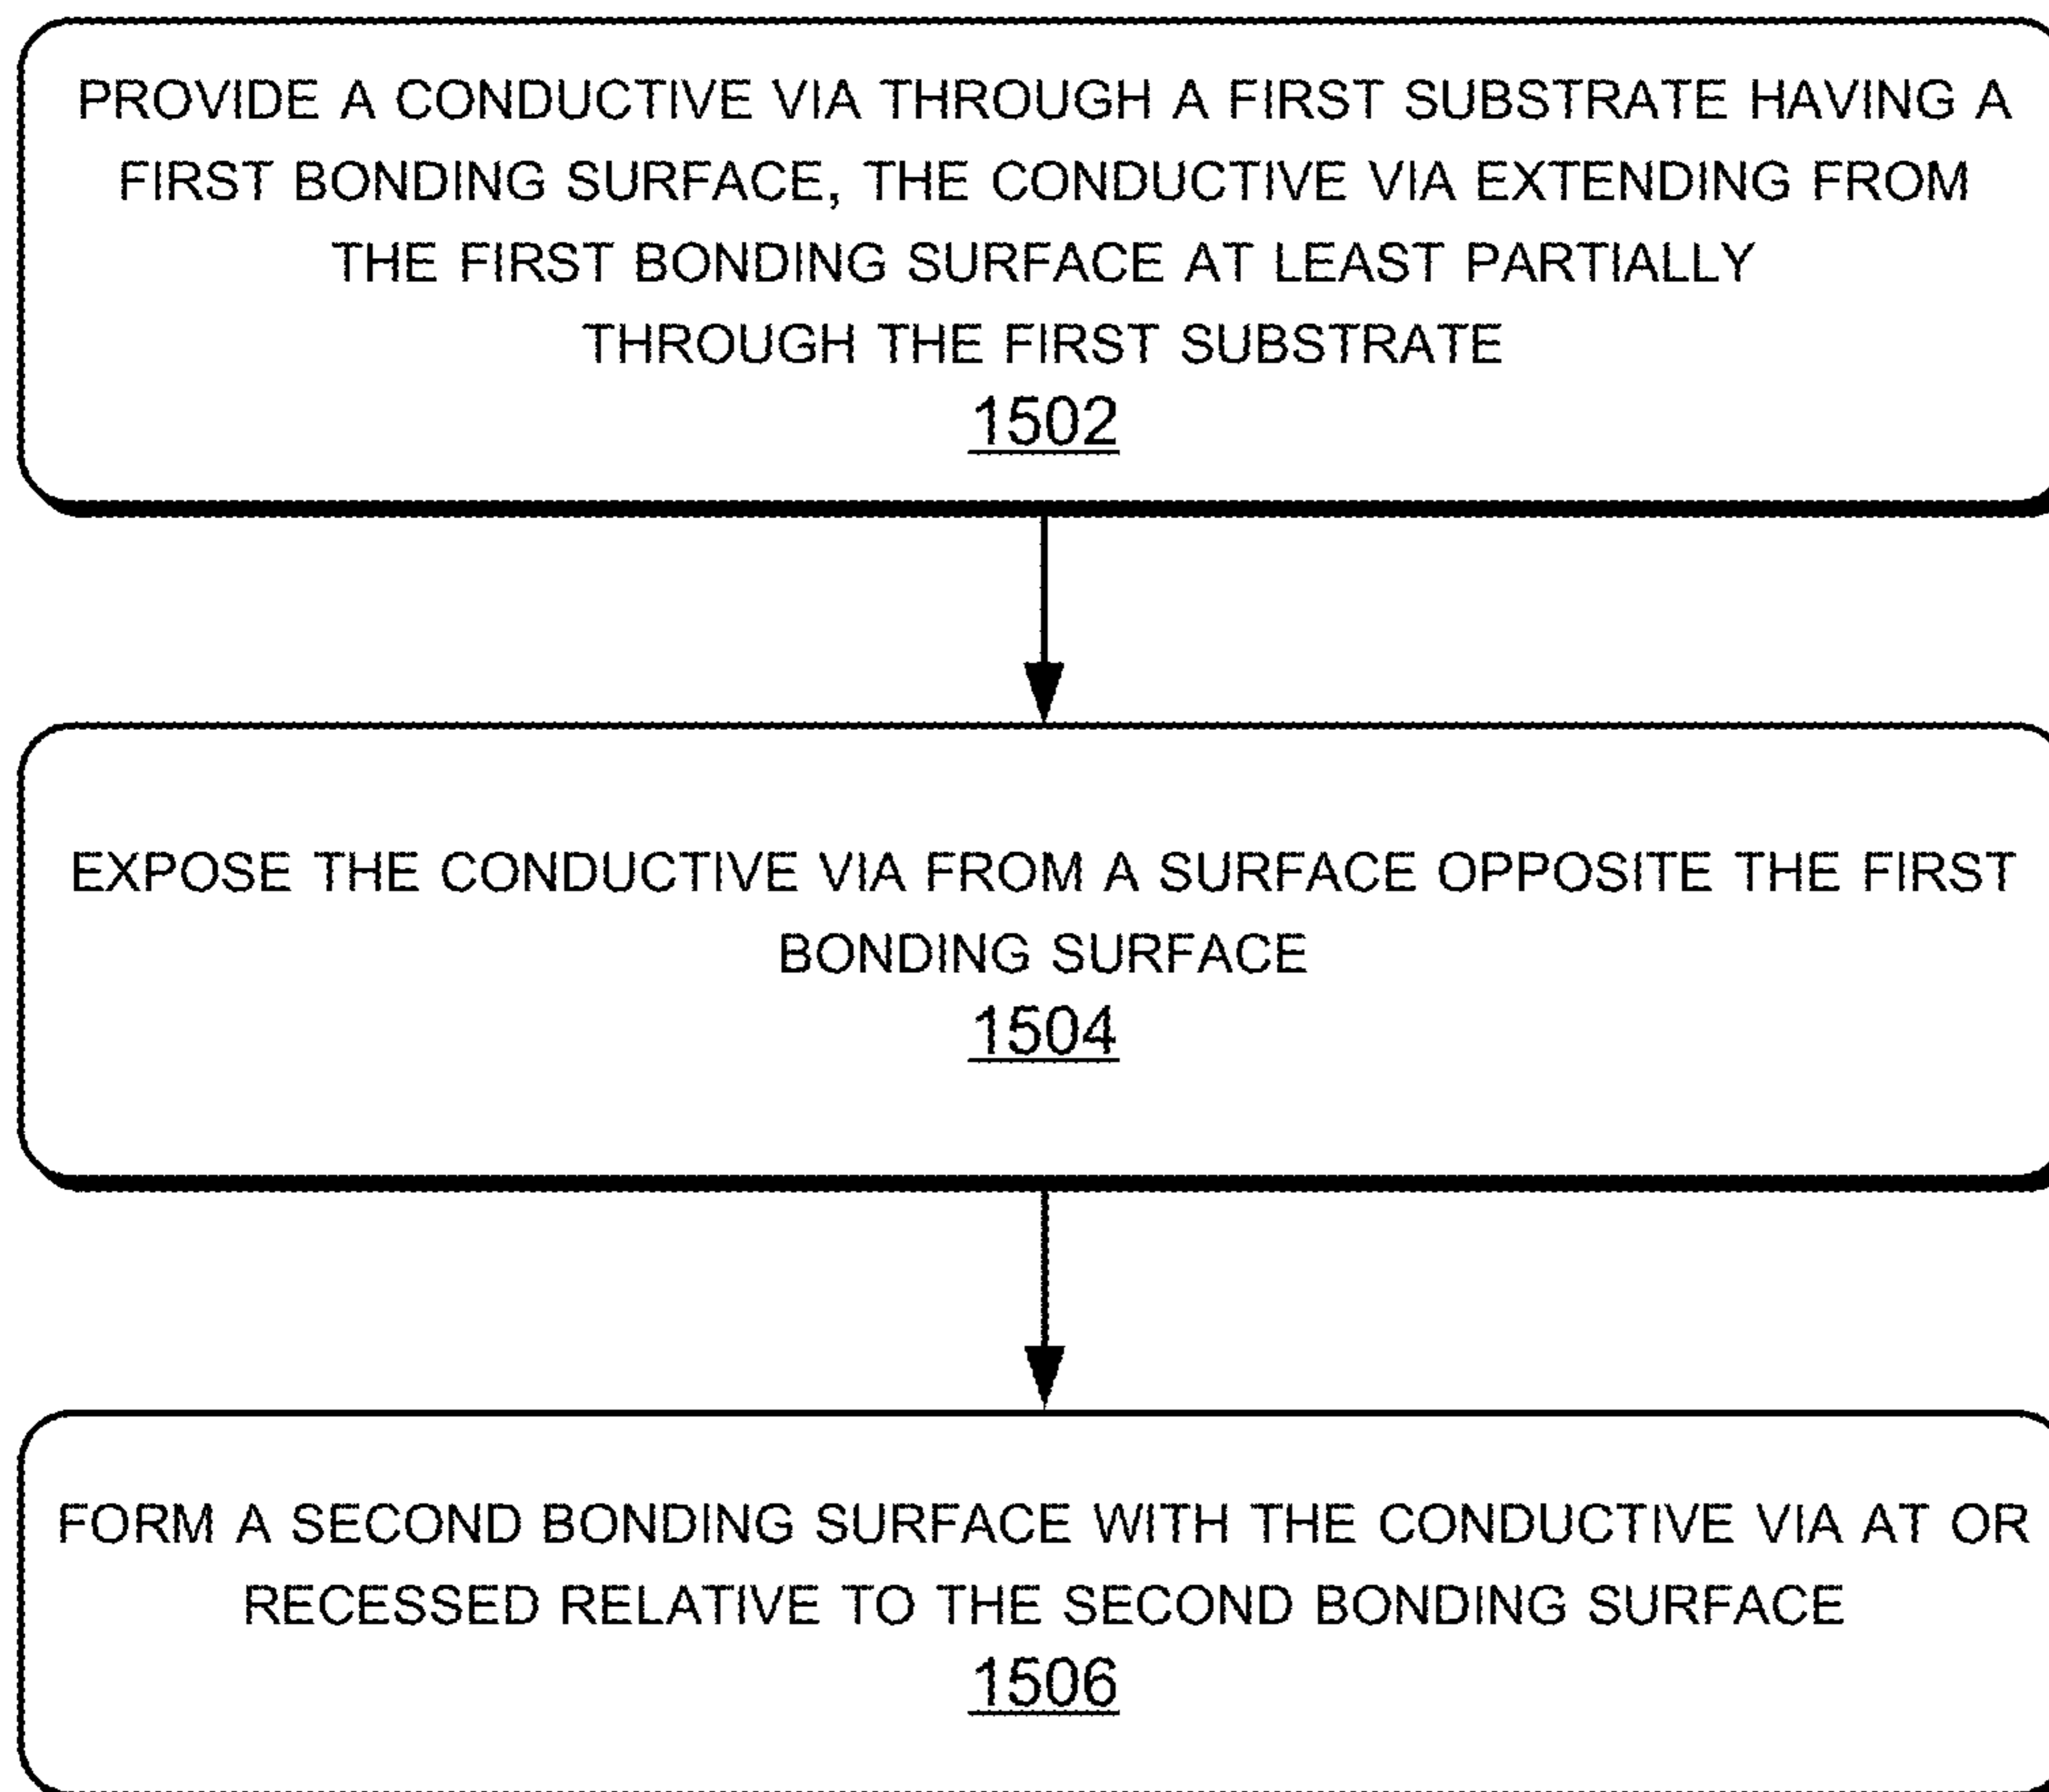 PROVIDE A CONDUCTIVE VIA THROUGH A FIRST SUBSTRATE HAVING A
FIRST BONDING SURFACE, THE CONDUCTIVE VIA EXTENDING FROM
THE FIRST BONDING SURFACE AT LEAST PARTIALLY
THROUGH THE FIRST SUBSTRATE
1502
EXPOSE THE CONDUCTIVE VIA FROM A SURFACE OPPOSITE THE FIRST
BONDING SURFACE
1504
FORM A SECOND BONDING SURFACE WITH THE CONDUCTIVE VIA AT OR
RECESSED RELATIVE TO THE SECOND BONDING SURFACE
1506